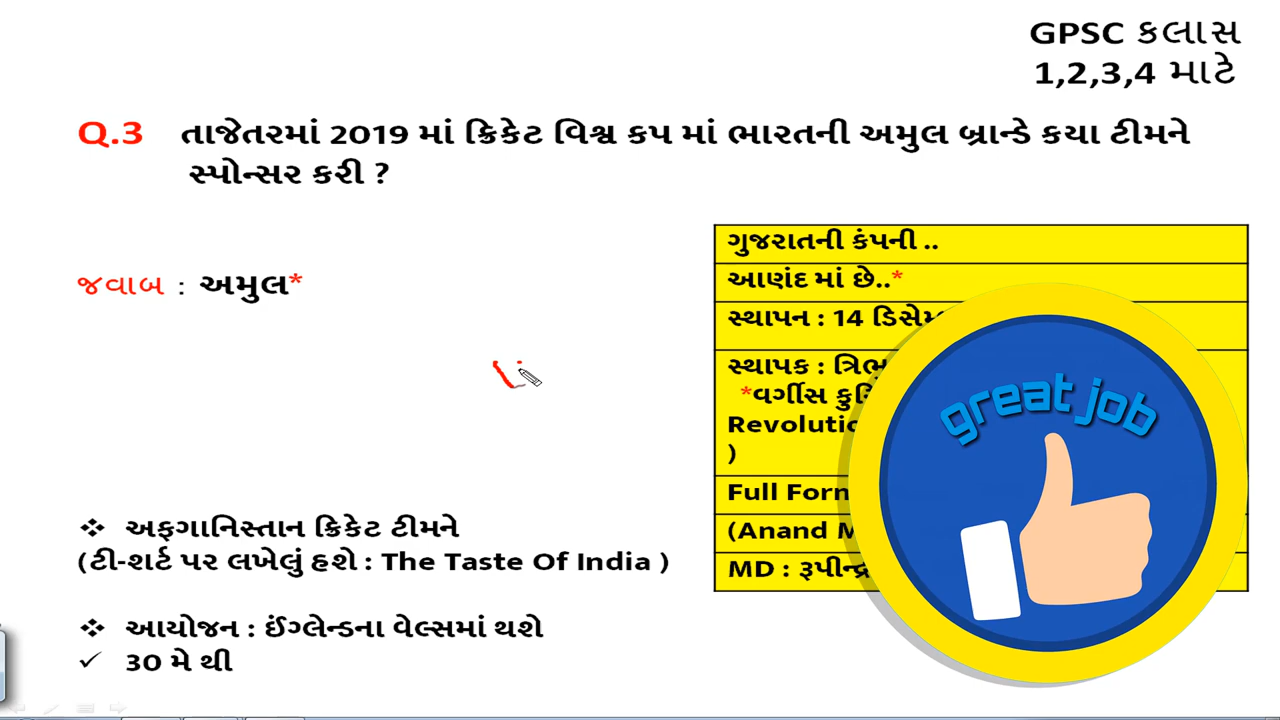 GPSC કલાસ
1,2,3,4 માટે
Q.3 તાજેતરમાં 2019 માં ક્રિકેટ વિશ્વ કપ માં ભારતની અમુલ બ્રાન્ડે કયા ટીમને
સ્પોન્સર કરી ?
જવાબ : અમુલ*
ગુજરાતની કંપની ..
આણંદ માં છે..*
સ્થાપન : 14
સ્થાપક :
*વર્ગીસ
)
Full
(Anand
MD :
great job
❖ અફગાનિસ્તાન ક્રિકેટ ટીમને
(ટી-શર્ટ પર લખેલું હશે : The Taste Of India )
❖ આયોજન : ઈંગ્લેન્ડના વેલ્સમાં થશે
✓ 30 મે થી